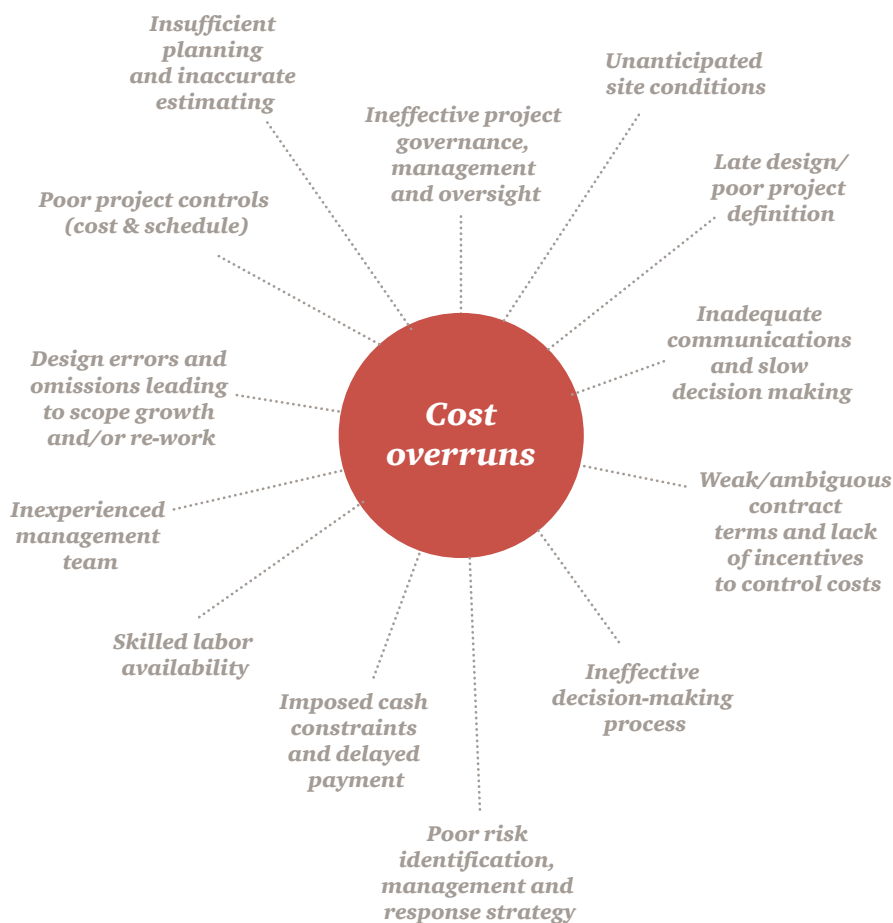 Insufficient
planning
and inaccurate
estimating
Ineffective project
governance,
management
and oversight
Unanticipated
site conditions
Late design/
poor project
definition
Poor project controls
(cost & schedule)
Inadequate
communications
and slow
decision making
Design errors and
omissions leading
to scope growth
and/or re-work
Cost
overruns
Weak/ambiguous
contract
terms and lack
of incentives
to control costs
Inexperienced
management
team
Skilled labor
availability
Ineffective
decision-making
process
Imposed cash
constraints
and delayed
payment
Poor risk
identification,
management and
response strategy